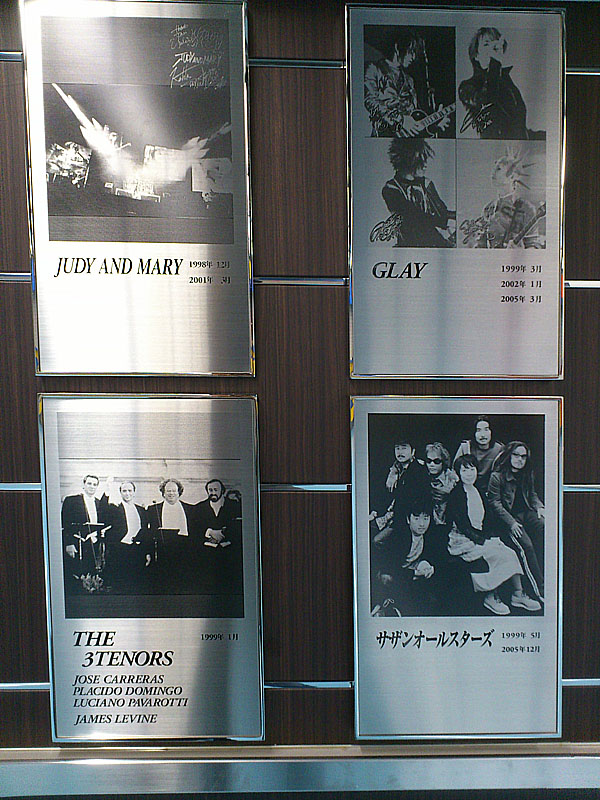 JUDY AND MARY
1998年 12月
2001年 3月
GLAY
1999年 3月
2002年 1月
2005年 3月
THE
3TENORS
1999年 1月
JOSE CARRERAS
PLACIDO DOMINGO
LUCIANO PAVAROTTI
JAMES LEVINE
サザンオールスターズ
1999年 5月
2005年12月